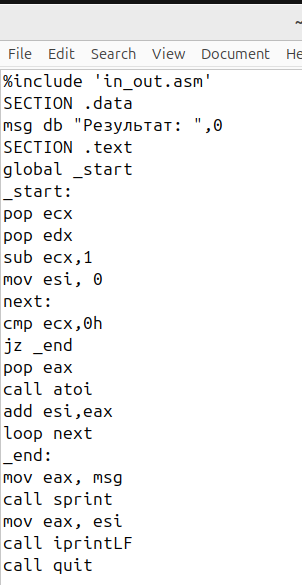 ~
File Edit Search View Document He
%include 'in_out.asm'
SECTION .data
msg db "Результат: ",0
SECTION .text
global _start
_start:
pop ecx
pop edx
sub ecx,1
mov esi, 0
next:
cmp ecx,0h
jz _end
pop eax
call atoi
add esi,eax
loop next
_end:
mov eax, msg
call sprint
mov eax, esi
call iprintLF
call quit